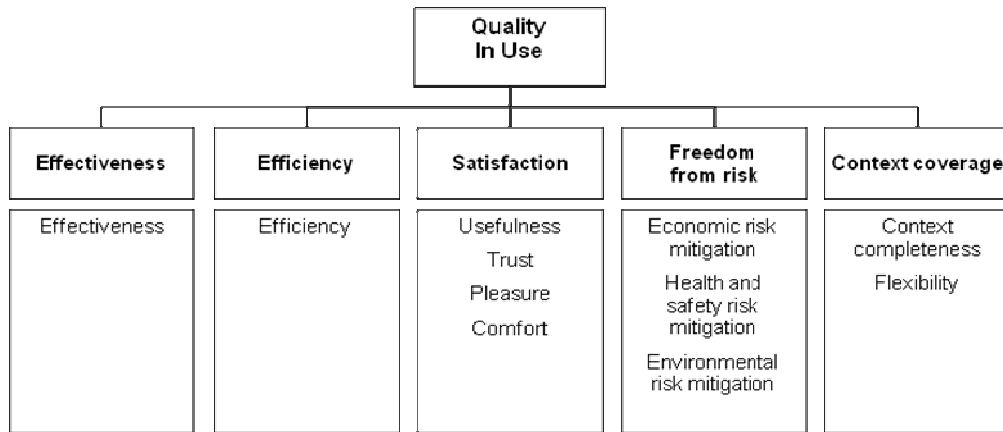 Quality
In Use
Effectiveness
Efficiency
Satisfaction
Freedom
from risk
Context coverage
Effectiveness
Efficiency
Usefulness
Trust
Pleasure
Comfort
Economic risk
mitigation
Health and
safety risk
mitigation
Environmental
risk mitigation
Context
completeness
Flexibility